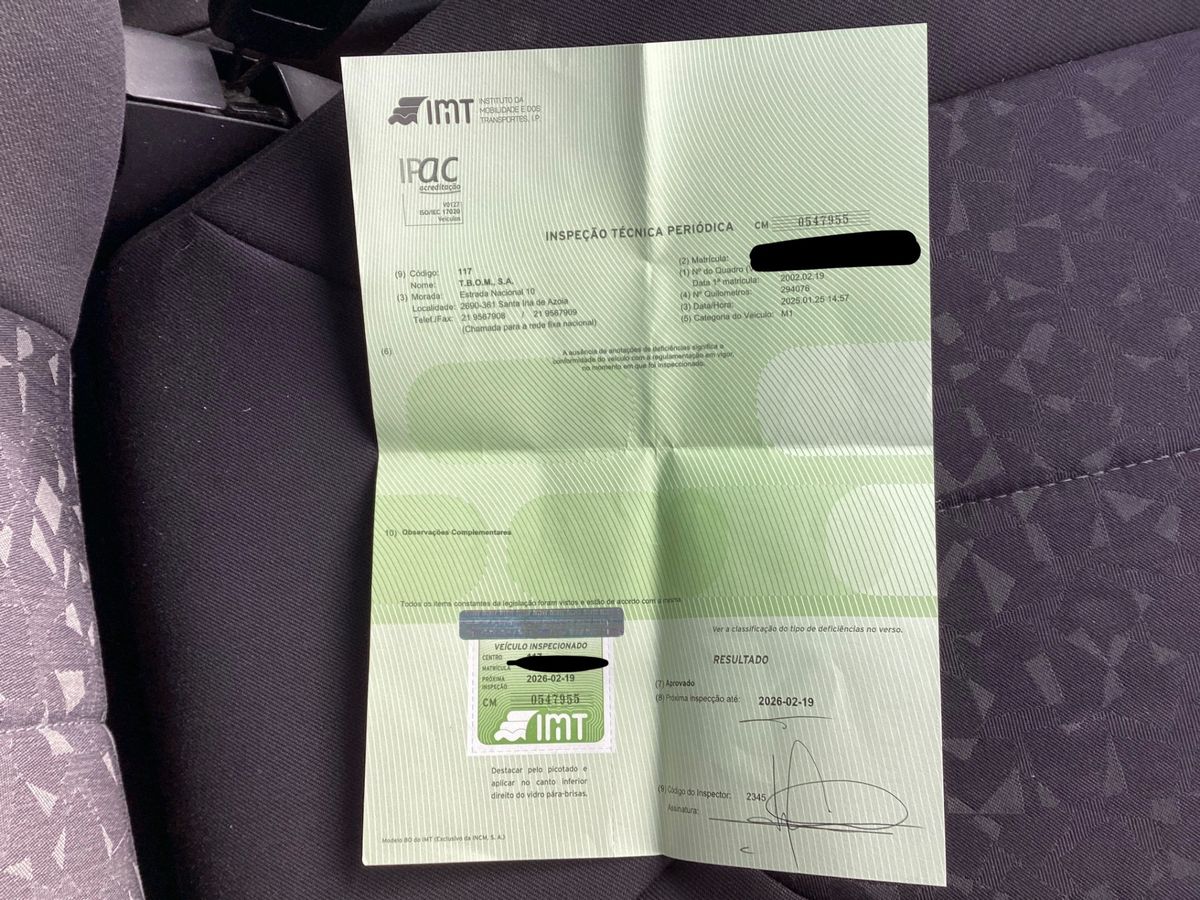 IMT INSTITUTO DA
MOBILIDADE E DOS
TRANSPORTES, I.P.
IPAC
acreditação
V0127
ISO/IEC 17020
Veículos
INSPEÇÃO TÉCNICA PERIÓDICA CM 0547955
(9) Código: 117
Nome: T.B.O.M., S.A.
(3) Morada: Estrada Nacional 10
Localidade: 2690-361 Santa Iria de Azoia
Telef./Fax: 21 9567908 / 21 9567909
(Chamada para a rede fixa nacional)
(2) Matrícula:
(1) Nº do Quadro
Data 1ª matrícula: 2002.02.19
(4) Nº Quilometros: 294076
(3) Data/Hora: 2025.01.25 14:57
(5) Categoria do Veículo: M1
(6)
A ausência de anotações de deficiências significa a
conformidade do veículo com a regulamentação em vigor,
no momento em que foi inspeccionado.
10) Observações Complementares
Todos os items constantes da legislação foram vistos e estão de acordo com a mesma
VEÍCULO INSPECIONADO
CENTRO 117
MATRÍCULA
PRÓXIMA
INSPEÇÃO 2026-02-19
CM 0547955
IMT
Destacar pelo picotado e
aplicar no canto inferior
direito do vidro pára-brisas.
Modelo BO da IMT (Exclusivo da INCM, S. A.)
Ver a classificação do tipo de deficiências no verso.
RESULTADO
(7) Aprovado
(8) Próxima inspecção até: 2026-02-19
(9) Código do Inspector: 2345
Assinatura: